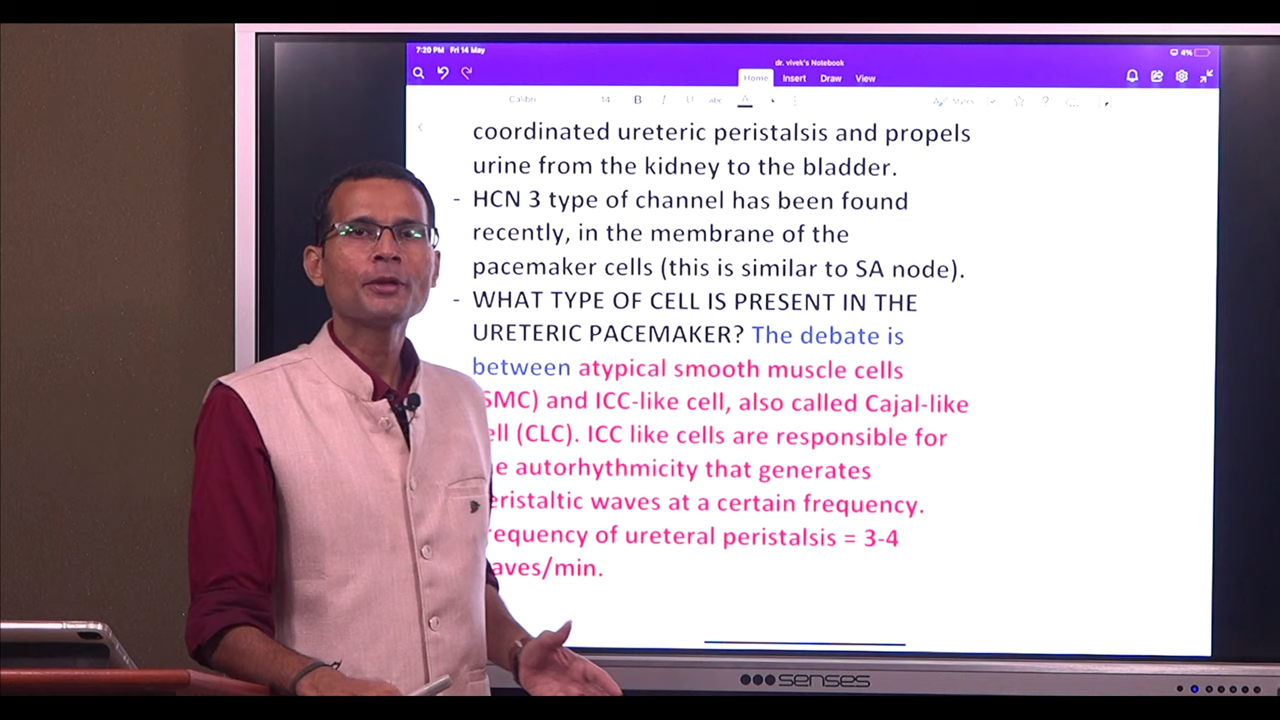 7:20 PM Fri 14 May
4%
dr. vivek's Notebook
Home Insert Draw View
Calibri 14 B I U abc A Styles
coordinated ureteric peristalsis and propels
urine from the kidney to the bladder.
- HCN 3 type of channel has been found
recently, in the membrane of the
pacemaker cells (this is similar to SA node).
- WHAT TYPE OF CELL IS PRESENT IN THE
URETERIC PACEMAKER? The debate is
between atypical smooth muscle cells
SMC) and ICC-like cell, also called Cajal-like
ell (CLC). ICC like cells are responsible for
e autorhythmicity that generates
eristaltic waves at a certain frequency.
requency of ureteral peristalsis = 3-4
aves/min.
senses